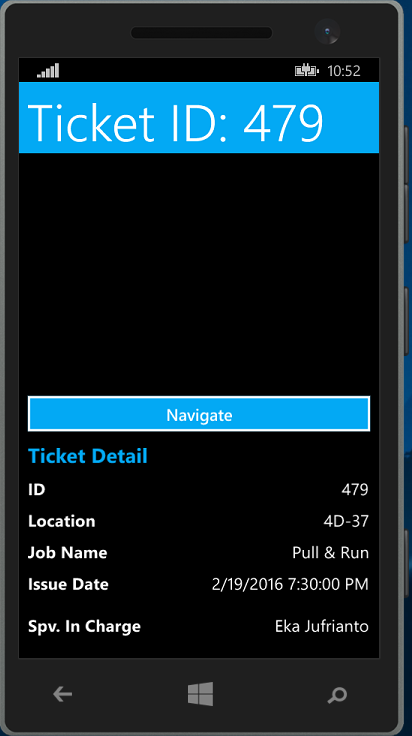 10:52
Ticket ID: 479
Navigate
Ticket Detail
ID 479
Location 4D-37
Job Name Pull & Run
Issue Date 2/19/2016 7:30:00 PM
Spv. In Charge Eka Jufrianto